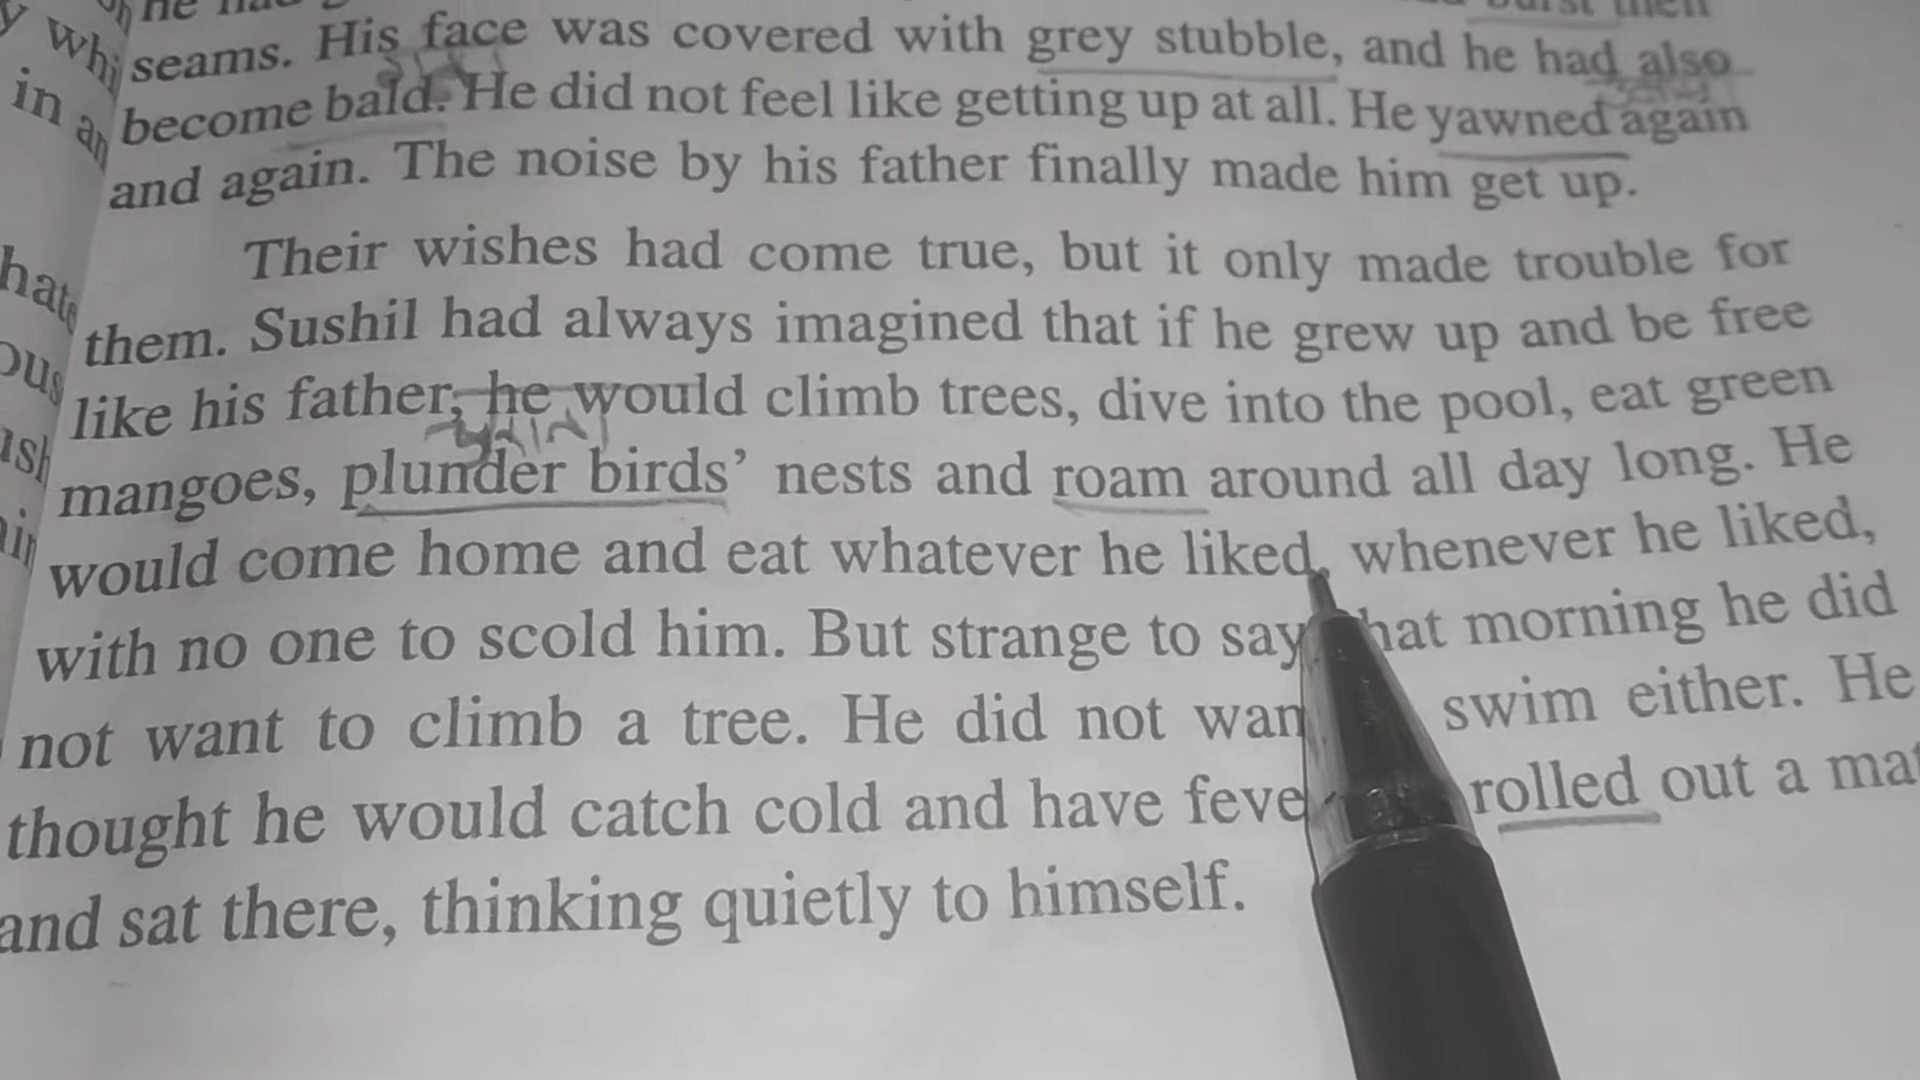 seams. His face was covered with grey stubble, and he had also
become bald. He did not feel like getting up at all. He yawned again
and again. The noise by his father finally made him get up.
Their wishes had come true, but it only made trouble for
them. Sushil had always imagined that if he grew up and be free
like his father, he would climb trees, dive into the pool, eat green
mangoes, plunder birds’ nests and roam around all day long. He
would come home and eat whatever he liked, whenever he liked,
with no one to scold him. But strange to say that morning he did
not want to climb a tree. He did not swim either. He
thought he would catch cold and have rolled out a
and sat there, thinking quietly to himself.